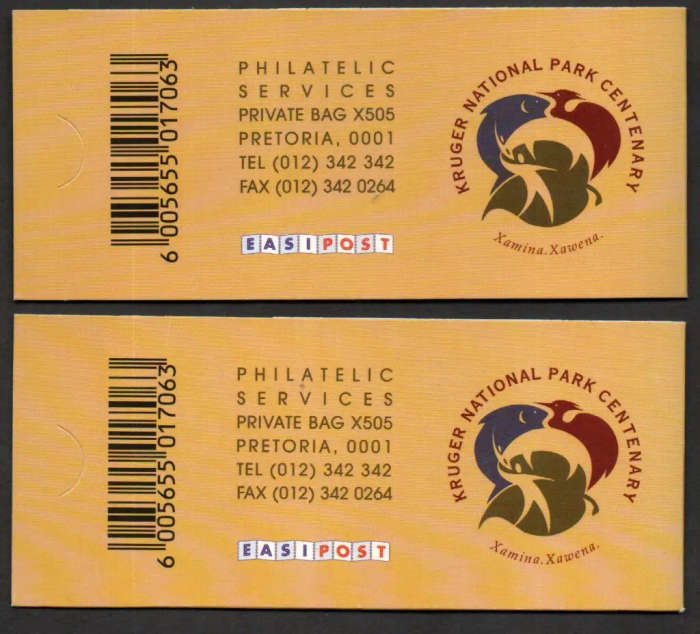 6 005655 017063
PHILATELIC
SERVICES
PRIVATE BAG X505
PRETORIA, 0001
TEL (012) 342 342
FAX (012) 342 0264
EASIPOST
KRUGER NATIONAL PARK CENTENARY
Xamina. Xawena.
6 005655 017063
PHILATELIC
SERVICES
PRIVATE BAG X505
PRETORIA, 0001
TEL (012) 342 342
FAX (012) 342 0264
EASIPOST
KRUGER NATIONAL PARK CENTENARY
Xamina. Xawena.